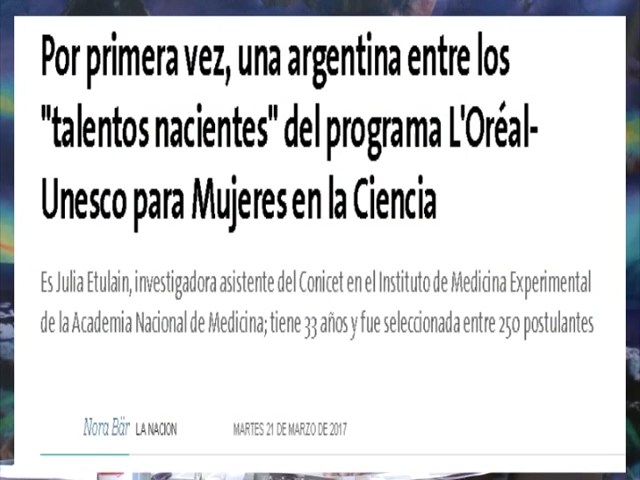 Por primera vez, una argentina entre los
"talentos nacientes" del programa L'Oréal-
Unesco para Mujeres en la Ciencia
Es Julia Etulain, investigadora asistente del Conicet en el Instituto de Medicina Experimental
de la Academia Nacional de Medicina; tiene 33 años y fue seleccionada entre 250 postulantes
Nora Bär LA NACION MARTES 21 DE MARZO DE 2017